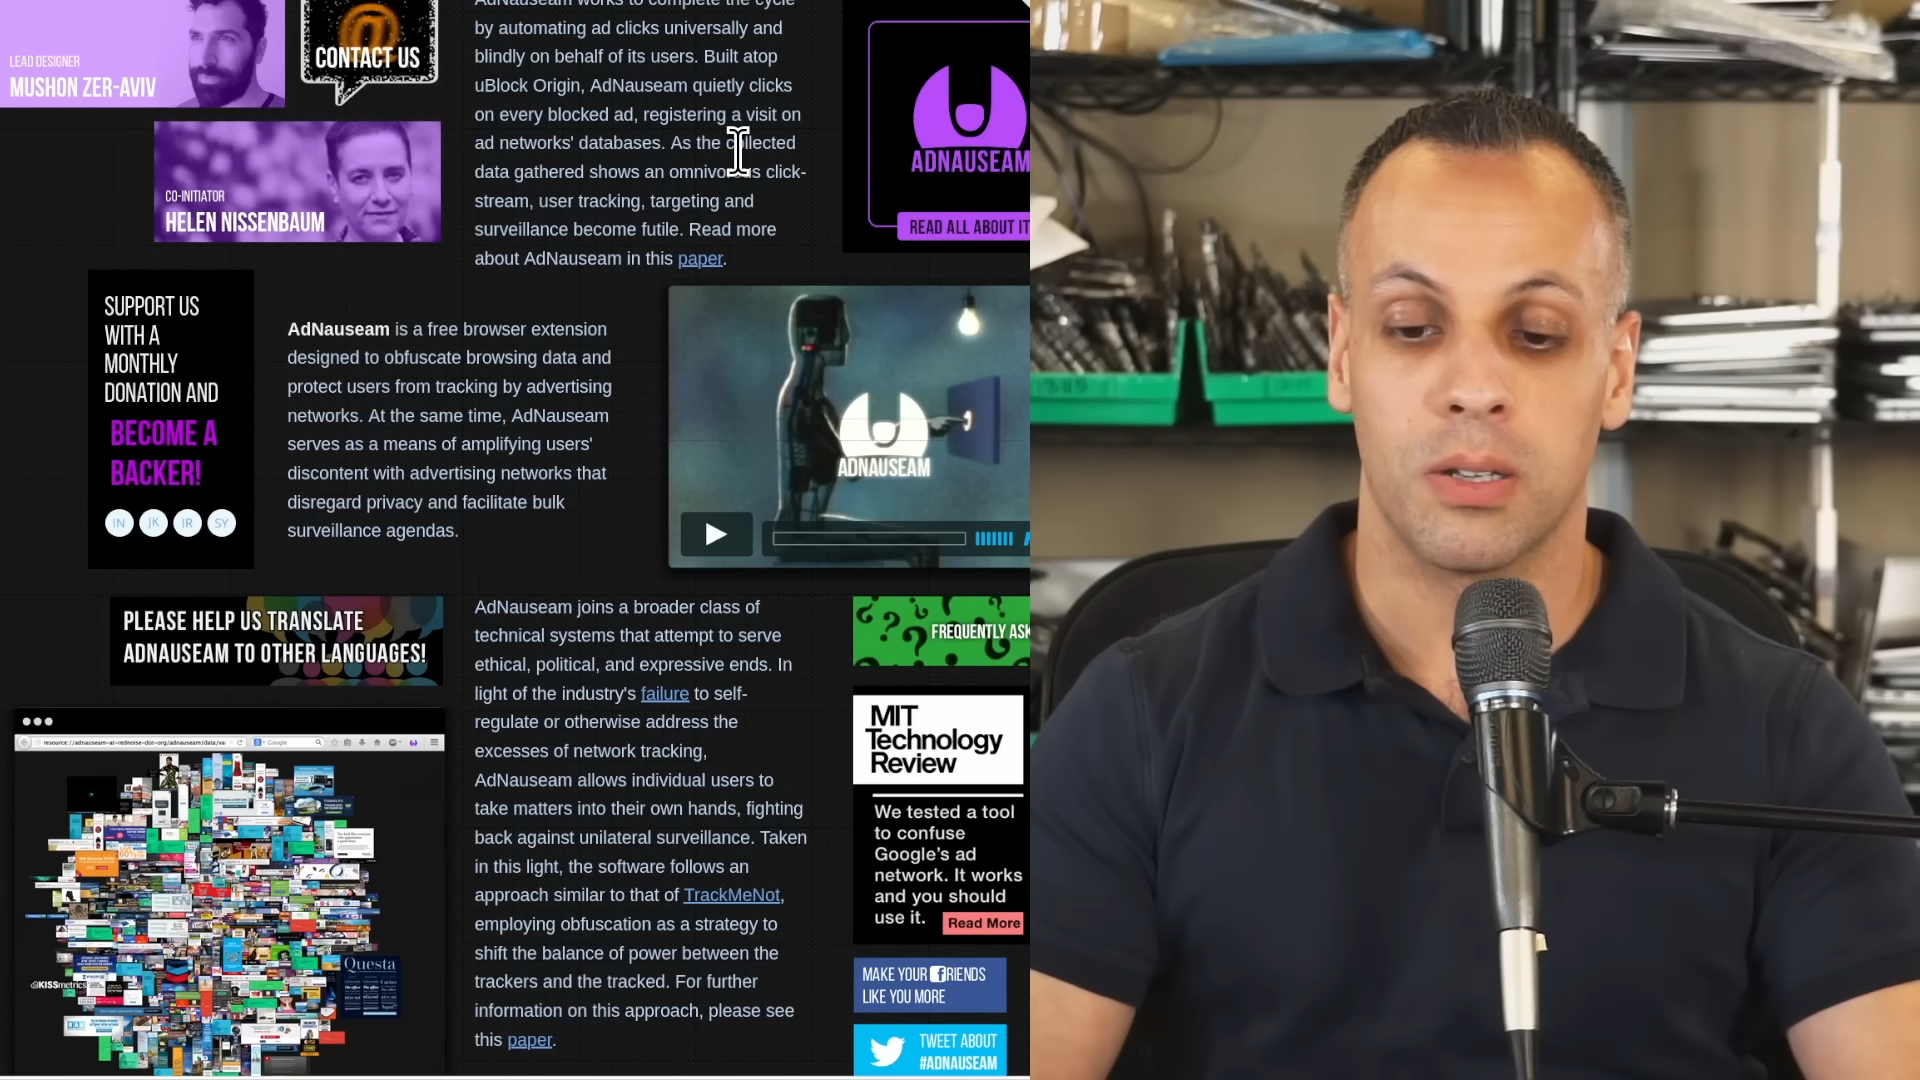 LEAD DESIGNER
MUSHON ZER-AVIV
CONTACT US
CO-INITIATOR
HELEN NISSENBAUM
AdNauseam works to complete the cycle
by automating ad clicks universally and
blindly on behalf of its users. Built atop
uBlock Origin, AdNauseam quietly clicks
on every blocked ad, registering a visit on
ad networks' databases. As the collected
data gathered shows an omnivorous click-
stream, user tracking, targeting and
surveillance become futile. Read more
about AdNauseam in this paper.
ADNAUSEAM
READ ALL ABOUT IT
SUPPORT US
WITH A
MONTHLY
DONATION AND
BECOME A
BACKER!
IN JK IR SY
AdNauseam is a free browser extension
designed to obfuscate browsing data and
protect users from tracking by advertising
networks. At the same time, AdNauseam
serves as a means of amplifying users'
discontent with advertising networks that
disregard privacy and facilitate bulk
surveillance agendas.
ADNAUSEAM
PLEASE HELP US TRANSLATE
ADNAUSEAM TO OTHER LANGUAGES!
Google
Questa
KISSmetrics
AdNauseam joins a broader class of
technical systems that attempt to serve
ethical, political, and expressive ends. In
light of the industry's failure to self-
regulate or otherwise address the
excesses of network tracking,
AdNauseam allows individual users to
take matters into their own hands, fighting
back against unilateral surveillance. Taken
in this light, the software follows an
approach similar to that of TrackMeNot,
employing obfuscation as a strategy to
shift the balance of power between the
trackers and the tracked. For further
information on this approach, please see
this paper.
FREQUENTLY ASK
MIT
Technology
Review
We tested a tool
to confuse
Google's ad
network. It works
and you should
use it. Read More
MAKE YOUR fRIENDS
LIKE YOU MORE
TWEET ABOUT
#ADNAUSEAM